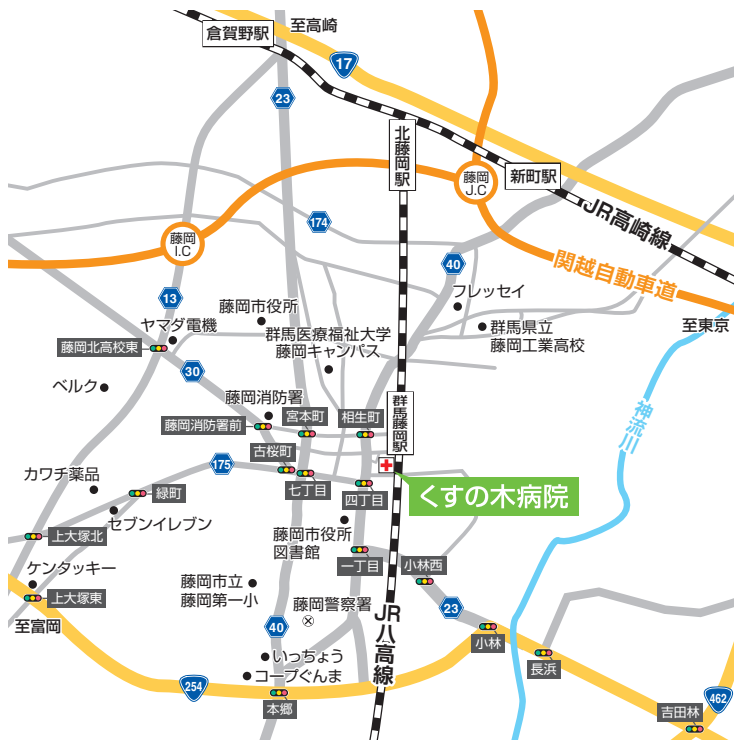 至高崎
倉賀野駅
17
23
北藤岡駅
藤岡
J.C
新町駅
JR高崎線
174
藤岡
I.C
40
関越自動車道
13
フレッセイ
藤岡市役所
ヤマダ電機
群馬県立
藤岡工業高校
至東京
群馬医療福祉大学
藤岡キャンパス
藤岡北高校東
30
ベルク
藤岡消防署
群馬藤岡駅
宮本町
相生町
藤岡消防署前
神流川
古桜町
175
カワチ薬品
緑町
七丁目
四丁目
くすの木病院
セブンイレブン
藤岡市役所
図書館
上大塚北
一丁目
小林西
ケンタッキー
藤岡市立
藤岡第一小
上大塚東
藤岡警察署
23
至富岡
40
JR八高線
小林
いっちょう
長浜
コープぐんま
254
本郷
462
吉田林